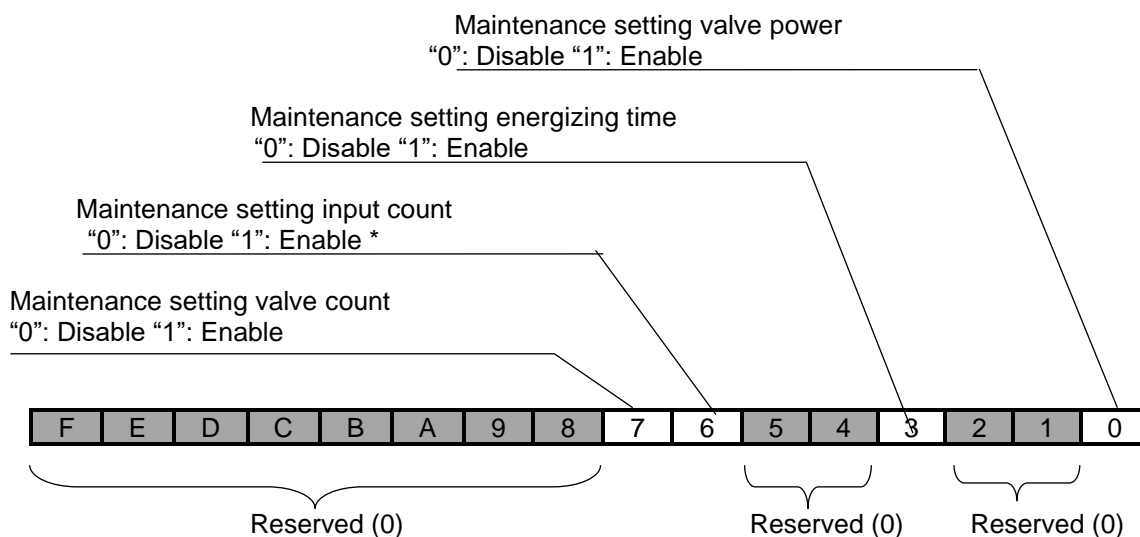 Maintenance setting valve power
“0”: Disable “1”: Enable
Maintenance setting energizing time
“0”: Disable “1”: Enable
Maintenance setting input count
“0”: Disable “1”: Enable *
Maintenance setting valve count
“0”: Disable “1”: Enable
F E D C B A 9 8 7 6 5 4 3 2 1 0
Reserved (0) Reserved (0) Reserved (0)